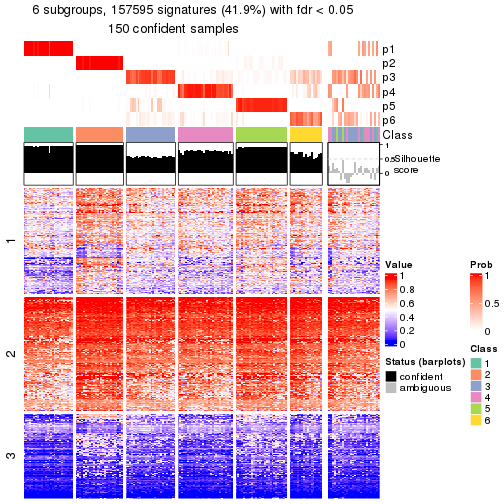 6 subgroups, 157595 signatures (41.9%) with fdr < 0.05
150 confident samples
p1
p2
p3
p4
p5
p6
Class
1
0.5
0
Silhouette
score
1
2
3
Value
1
0.8
0.6
0.4
0.2
0
Prob
1
0.5
0
Status (barplots)
confident
ambiguous
Class
1
2
3
4
5
6